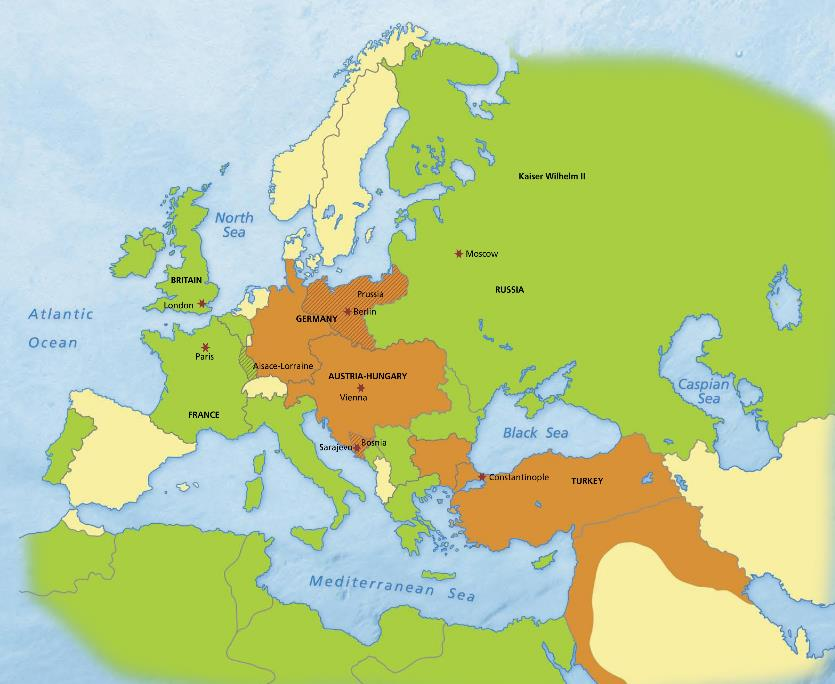 Kaiser Wilhelm II
North
Sea
Moscow
BRITAIN
RUSSIA
Prussia
London
Atlantic
Berlin
GERMANY
Ocean
Paris
Alsace-Lorraine
AUSTRIA-HUNGARY
Caspian
Sea
Vienna
FRANCE
Black Sea
Bosnia
Sarajevo
Constantinople
TURKEY
Mediterranean Sea